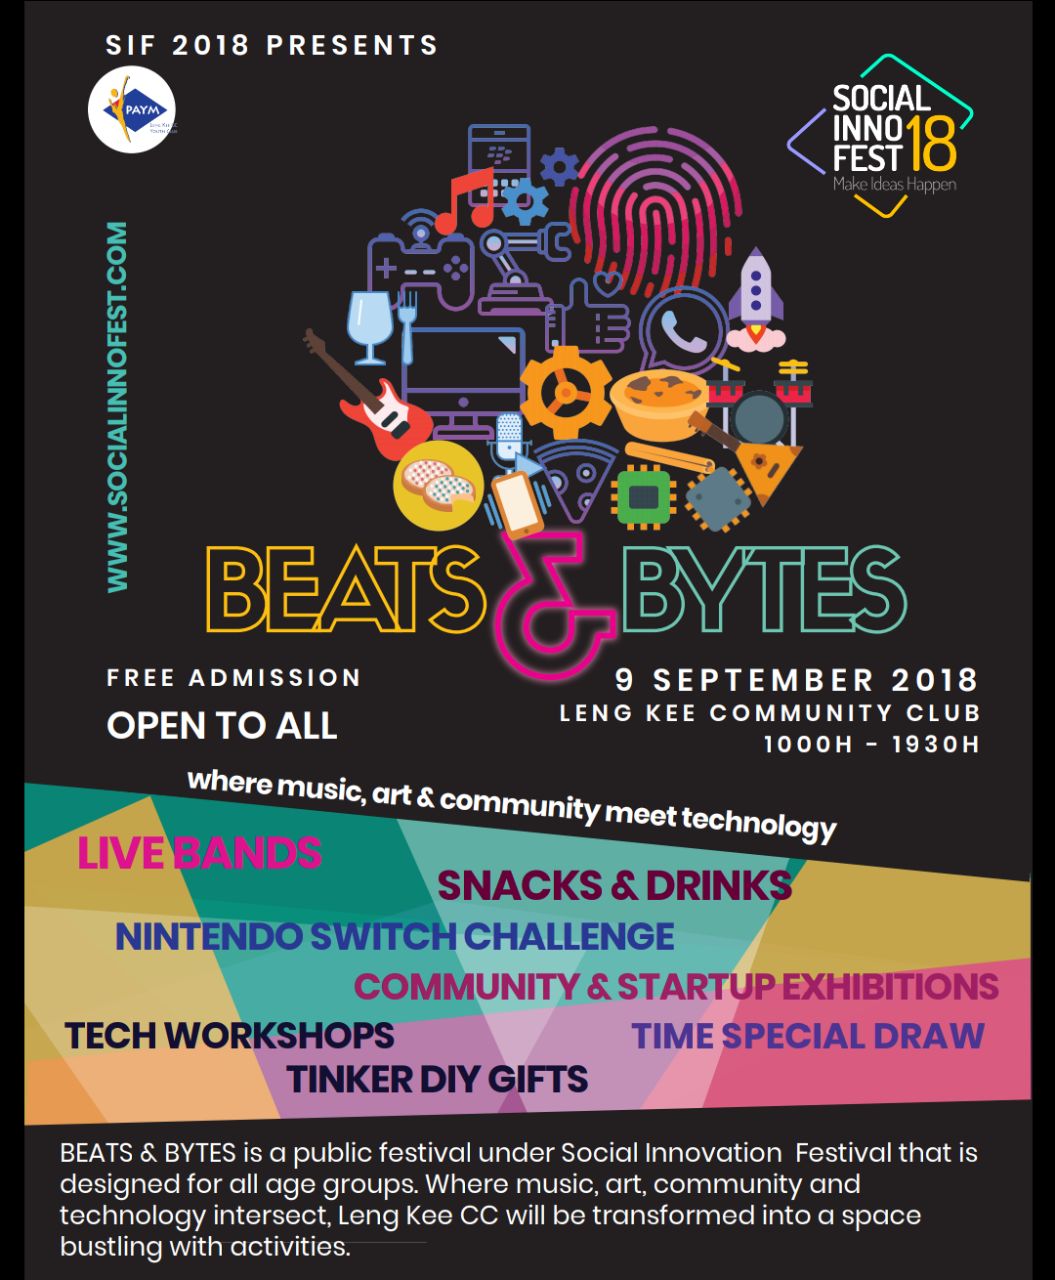 SIF 2018 PRESENTS
PAYM
SOCIAL
INNO
FEST 18
Make Ideas Happen
WWW.SOCIALINNOFEST.COM
BEATS & BYTES
FREE ADMISSION
OPEN TO ALL
9 SEPTEMBER 2018
LENG KEE COMMUNITY CLUB
1000H - 1930H
where music, art & community meet technology
LIVE BANDS
SNACKS & DRINKS
NINTENDO SWITCH CHALLENGE
COMMUNITY & STARTUP EXHIBITIONS
TECH WORKSHOPS
TIME SPECIAL DRAW
TINKER DIY GIFTS
BEATS & BYTES is a public festival under Social Innovation Festival that is
designed for all age groups. Where music, art, community and
technology intersect, Leng Kee CC will be transformed into a space
bustling with activities.